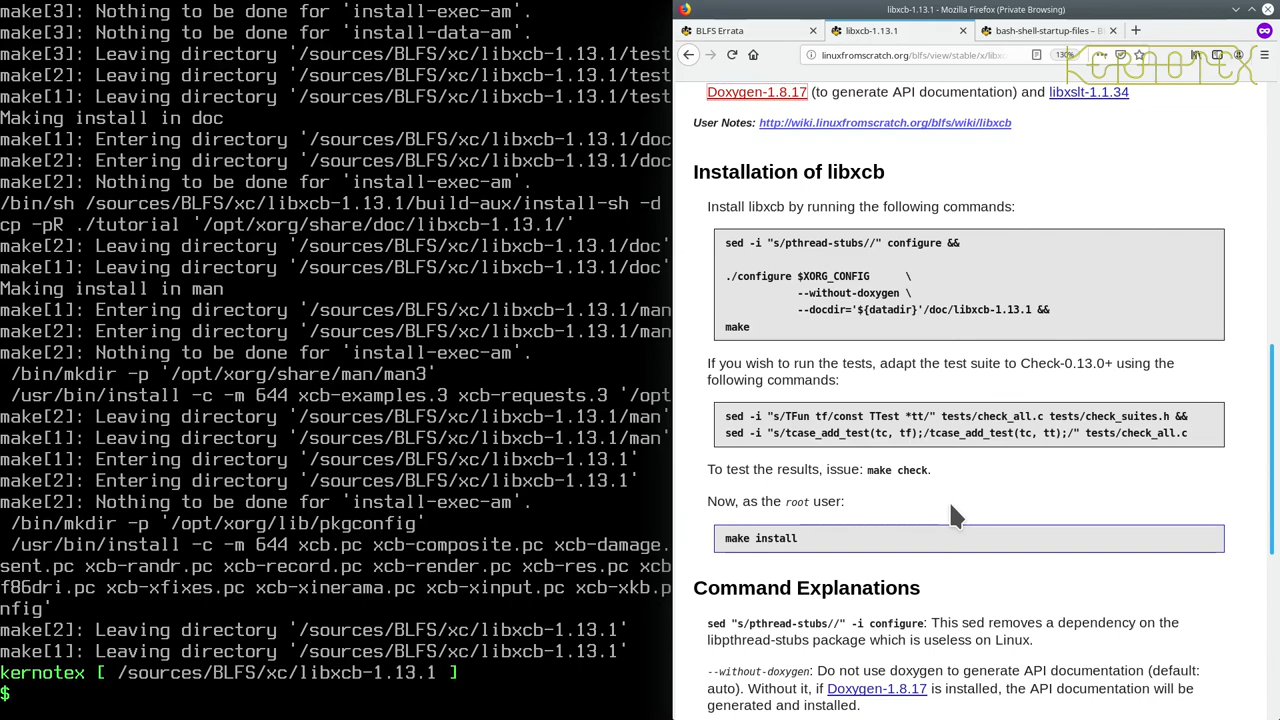 make[3]: Nothing to be done for 'install-exec-am'.
make[3]: Nothing to be done for 'install-data-am'.
make[3]: Leaving directory '/sources/BLFS/xc/libxcb-1.13.1/test
make[2]: Leaving directory '/sources/BLFS/xc/libxcb-1.13.1/test
make[1]: Leaving directory '/sources/BLFS/xc/libxcb-1.13.1/test
Making install in doc
make[1]: Entering directory '/sources/BLFS/xc/libxcb-1.13.1/doc
make[2]: Entering directory '/sources/BLFS/xc/libxcb-1.13.1/doc
make[2]: Nothing to be done for 'install-exec-am'.
/bin/sh /sources/BLFS/xc/libxcb-1.13.1/build-aux/install-sh -d
cp -pR ./tutorial '/opt/xorg/share/doc/libxcb-1.13.1/'
make[2]: Leaving directory '/sources/BLFS/xc/libxcb-1.13.1/doc'
make[1]: Leaving directory '/sources/BLFS/xc/libxcb-1.13.1/doc'
Making install in man
make[1]: Entering directory '/sources/BLFS/xc/libxcb-1.13.1/man
make[2]: Entering directory '/sources/BLFS/xc/libxcb-1.13.1/man
make[2]: Nothing to be done for 'install-exec-am'.
/bin/mkdir -p '/opt/xorg/share/man/man3'
/usr/bin/install -c -m 644 xcb-examples.3 xcb-requests.3 '/opt
make[2]: Leaving directory '/sources/BLFS/xc/libxcb-1.13.1/man'
make[1]: Leaving directory '/sources/BLFS/xc/libxcb-1.13.1/man'
make[1]: Entering directory '/sources/BLFS/xc/libxcb-1.13.1'
make[2]: Entering directory '/sources/BLFS/xc/libxcb-1.13.1'
make[2]: Nothing to be done for 'install-exec-am'.
/bin/mkdir -p '/opt/xorg/lib/pkgconfig'
/usr/bin/install -c -m 644 xcb.pc xcb-composite.pc xcb-damage.
sent.pc xcb-randr.pc xcb-record.pc xcb-render.pc xcb-res.pc xc
f86dri.pc xcb-xfixes.pc xcb-xinerama.pc xcb-xinput.pc xcb-xkb.p
nfig'
make[2]: Leaving directory '/sources/BLFS/xc/libxcb-1.13.1'
make[1]: Leaving directory '/sources/BLFS/xc/libxcb-1.13.1'
kernotex [ /sources/BLFS/xc/libxcb-1.13.1 ]
$
libxcb-1.13.1 - Mozilla Firefox (Private Browsing)
BLFS Errata
libxcb-1.13.1
bash-shell-startup-files – BL
linuxfromscratch.org/blfs/view/stable/x/libxc
130%
KERNOTEX
Doxygen-1.8.17 (to generate API documentation) and libxslt-1.1.34
User Notes: http://wiki.linuxfromscratch.org/blfs/wiki/libxcb
Installation of libxcb
Install libxcb by running the following commands:
sed -i "s/pthread-stubs//" configure &&
./configure $XORG_CONFIG \
--without-doxygen \
--docdir='${datadir}'/doc/libxcb-1.13.1 &&
make
If you wish to run the tests, adapt the test suite to Check-0.13.0+ using the
following commands:
sed -i "s/TFun tf/const TTest *tt/" tests/check_all.c tests/check_suites.h &&
sed -i "s/tcase_add_test(tc, tf);/tcase_add_test(tc, tt);/" tests/check_all.c
To test the results, issue: make check.
Now, as the root user:
make install
Command Explanations
sed "s/pthread-stubs//" -i configure: This sed removes a dependency on the
libpthread-stubs package which is useless on Linux.
--without-doxygen: Do not use doxygen to generate API documentation (default:
auto). Without it, if Doxygen-1.8.17 is installed, the API documentation will be
generated and installed.